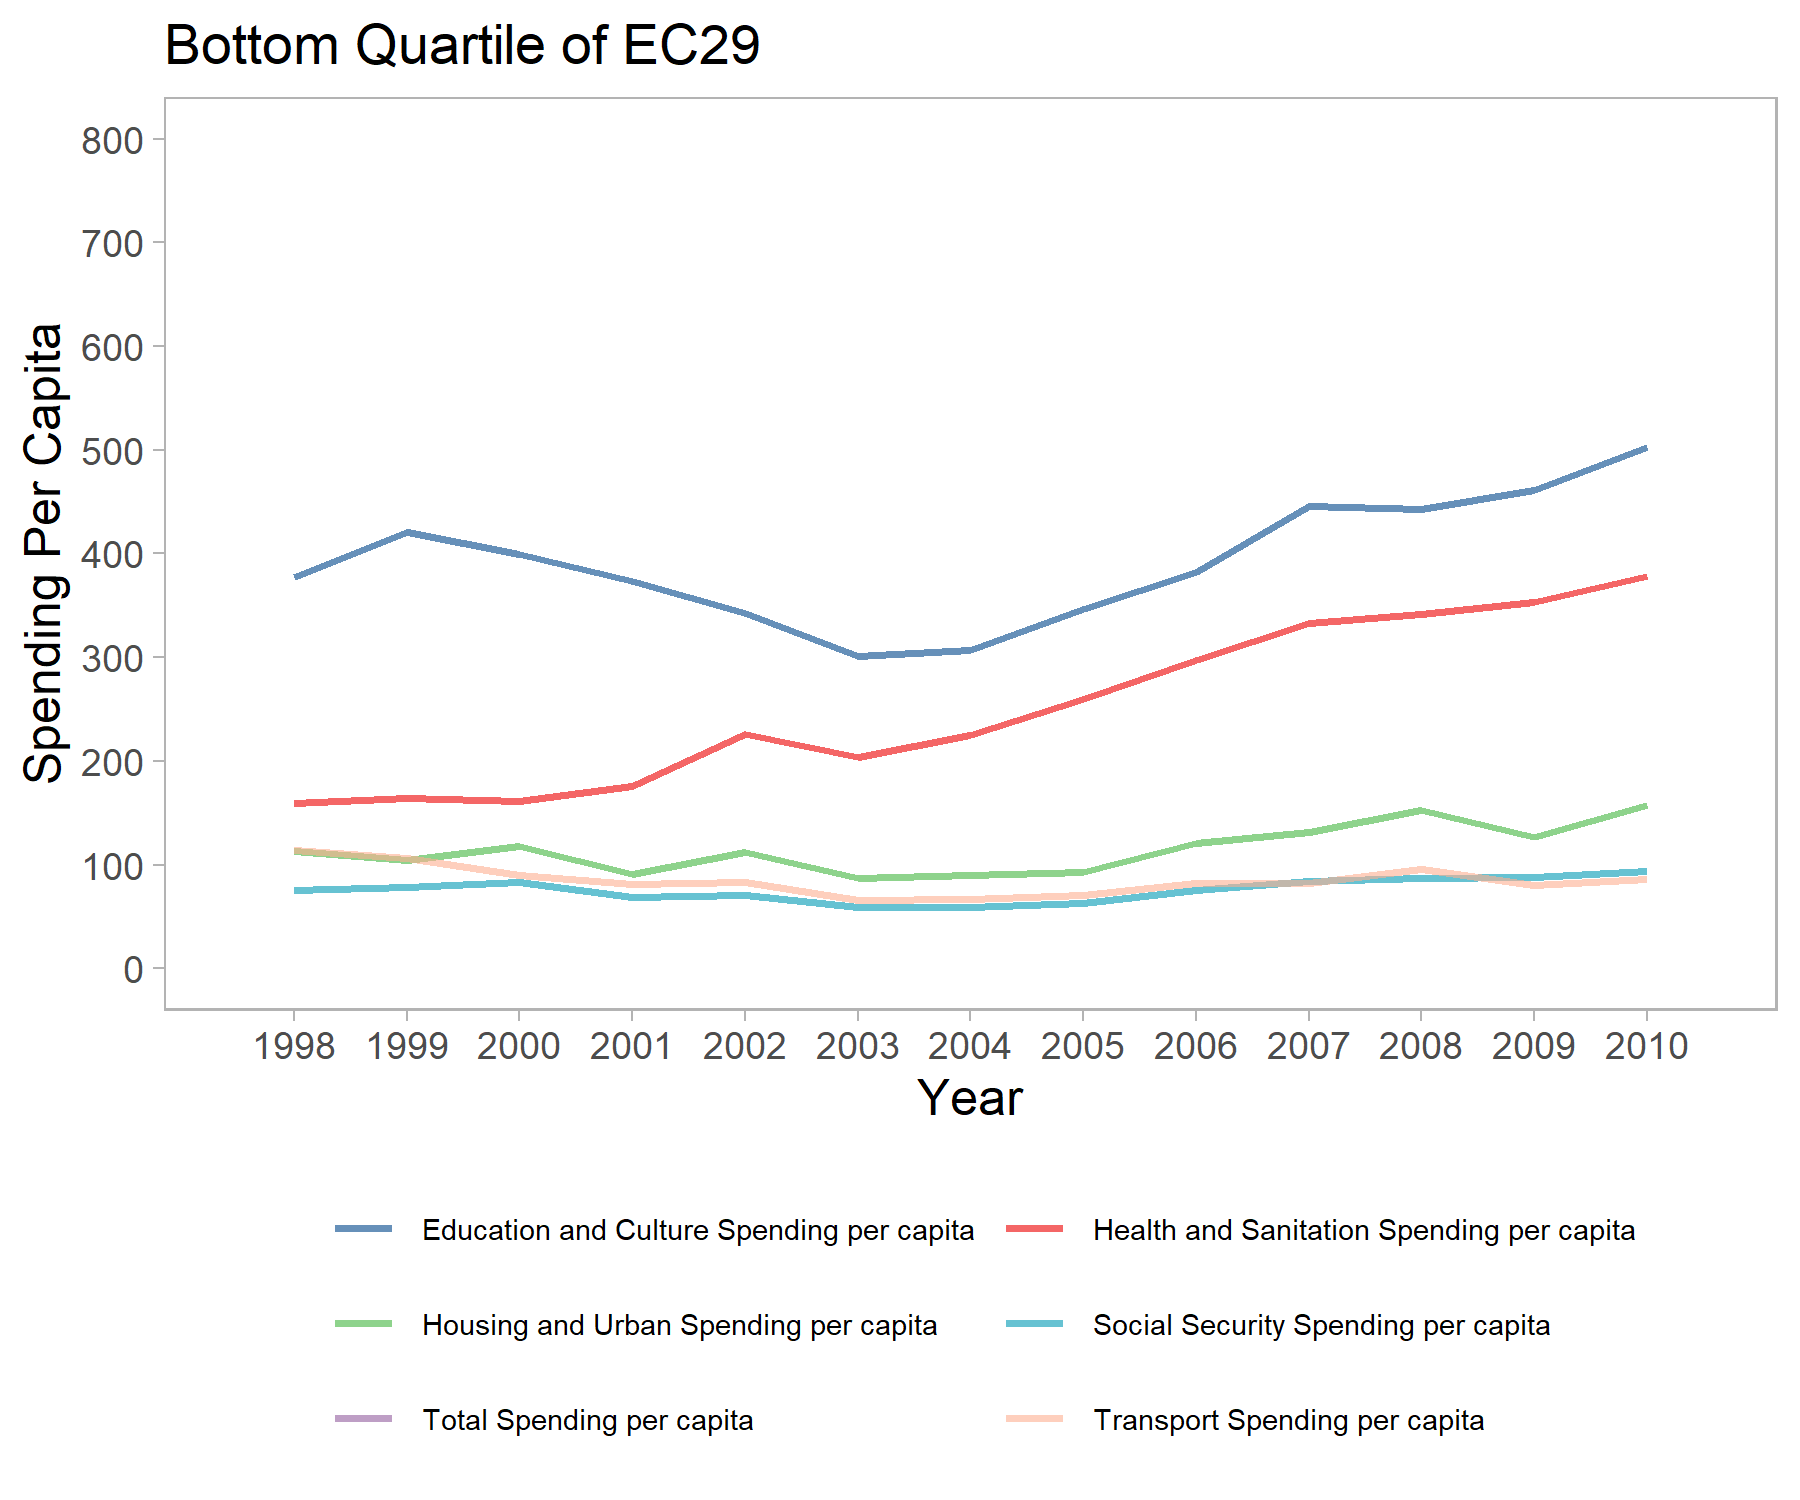 Bottom Quartile of EC29
Spending Per Capita
800
700
600
500
400
300
200
100
0
1998 1999 2000 2001 2002 2003 2004 2005 2006 2007 2008 2009 2010
Year
Education and Culture Spending per capita Health and Sanitation Spending per capita
Housing and Urban Spending per capita Social Security Spending per capita
Total Spending per capita Transport Spending per capita